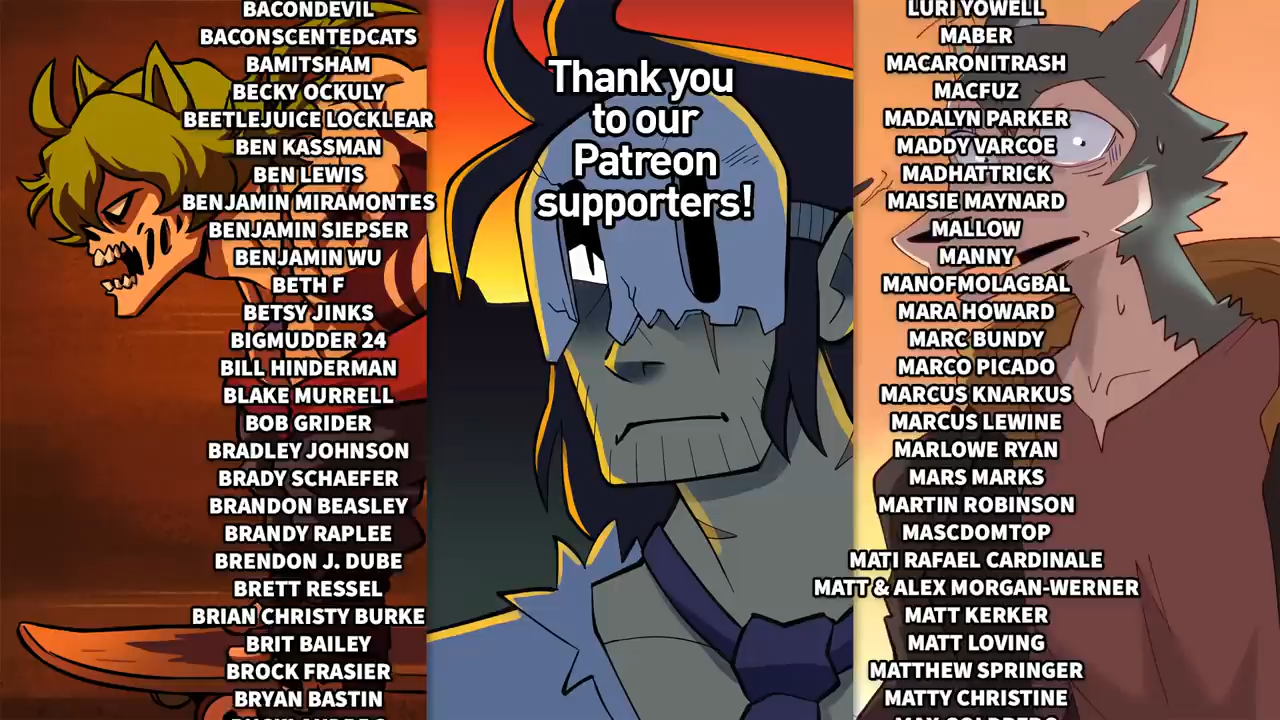 BACONDEVIL
BACONSCENTEDCATS
BAMITSHAM
BECKY OCKULY
BEETLEJUICE LOCKLEAR
BEN KASSMAN
BEN LEWIS
BENJAMIN MIRAMONTES
BENJAMIN SIEPSER
BENJAMIN WU
BETH F
BETSY JINKS
BIGMUDDER 24
BILL HINDERMAN
BLAKE MURRELL
BOB GRIDER
BRADLEY JOHNSON
BRADY SCHAEFER
BRANDON BEASLEY
BRANDY RAPLEE
BRENDON J. DUBE
BRETT RESSEL
BRIAN CHRISTY BURKE
BRIT BAILEY
BROCK FRASIER
BRYAN BASTIN
Thank you
to our
Patreon
supporters!
LURI YOWELL
MABER
MACARONITRASH
MACFUZ
MADALYN PARKER
MADDY VARCOE
MADHATTRICK
MAISIE MAYNARD
MALLOW
MANNY
MANOFMOLAGBAL
MARA HOWARD
MARC BUNDY
MARCO PICADO
MARCUS KNARKUS
MARCUS LEWINE
MARLOWE RYAN
MARS MARKS
MARTIN ROBINSON
MASCDOMTOP
MATI RAFAEL CARDINALE
MATT & ALEX MORGAN-WERNER
MATT KERKER
MATT LOVING
MATTHEW SPRINGER
MATTY CHRISTINE